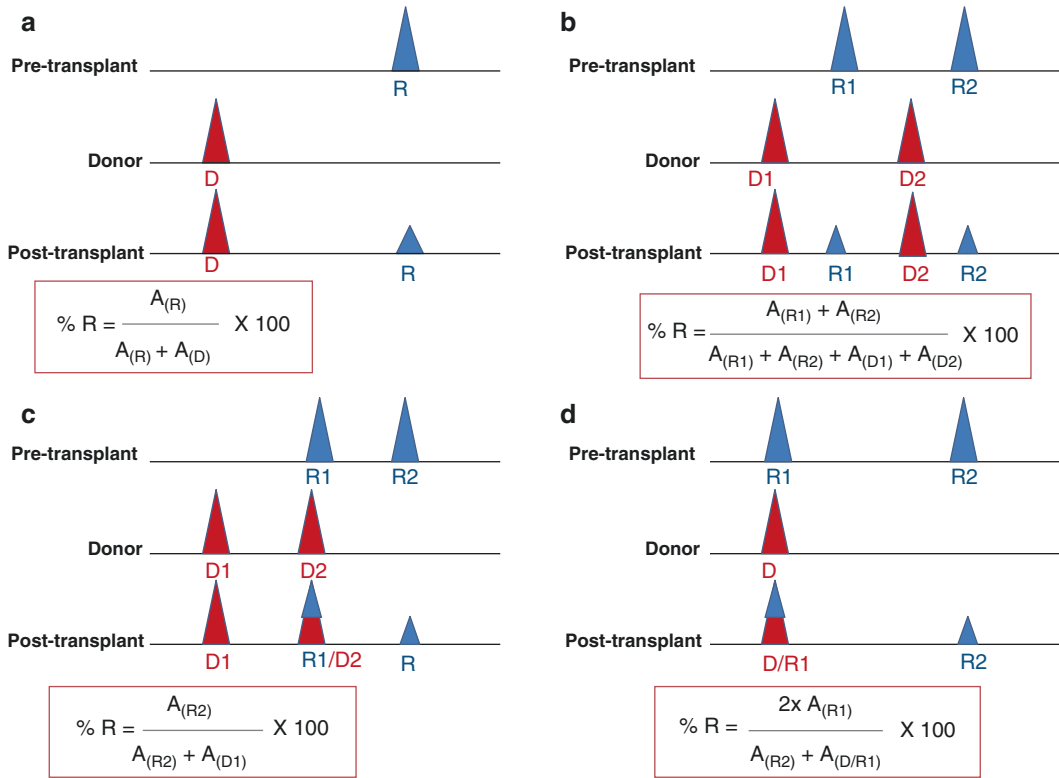 a
Pre-transplant
R
Donor
D
Post-transplant
D
R
% R = A(R) / A(R) + A(D) X 100
b
R1 R2
D1 D2
D1 R1 D2 R2
% R = A(R1) + A(R2) / A(R1) + A(R2) + A(D1) + A(D2) X 100
Pre-transplant
Donor
Post-transplant
c
Pre-transplant
R1 R2
Donor
D1 D2
Post-transplant
D1 R1/D2 R
% R = A(R2) / A(R2) + A(D1) X 100
d
Pre-transplant
R1 R2
Donor
D
Post-transplant
D/R1 R2
% R = 2x A(R1) / A(R2) + A(D/R1) X 100